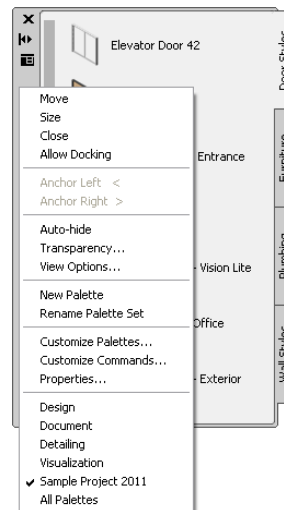 Elevator Door 42
Door Styles
Move
Size
Close
Allow Docking
Entrance
Furniture
Anchor Left <
Anchor Right >
Auto-hide
Transparency...
View Options...
- Vision Lite
Plumbing
New Palette
Rename Palette Set
Office
Customize Palettes...
Customize Commands...
Properties...
- Exterior
Wall Styles
Design
Document
Detailing
Visualization
✓ Sample Project 2011
All Palettes